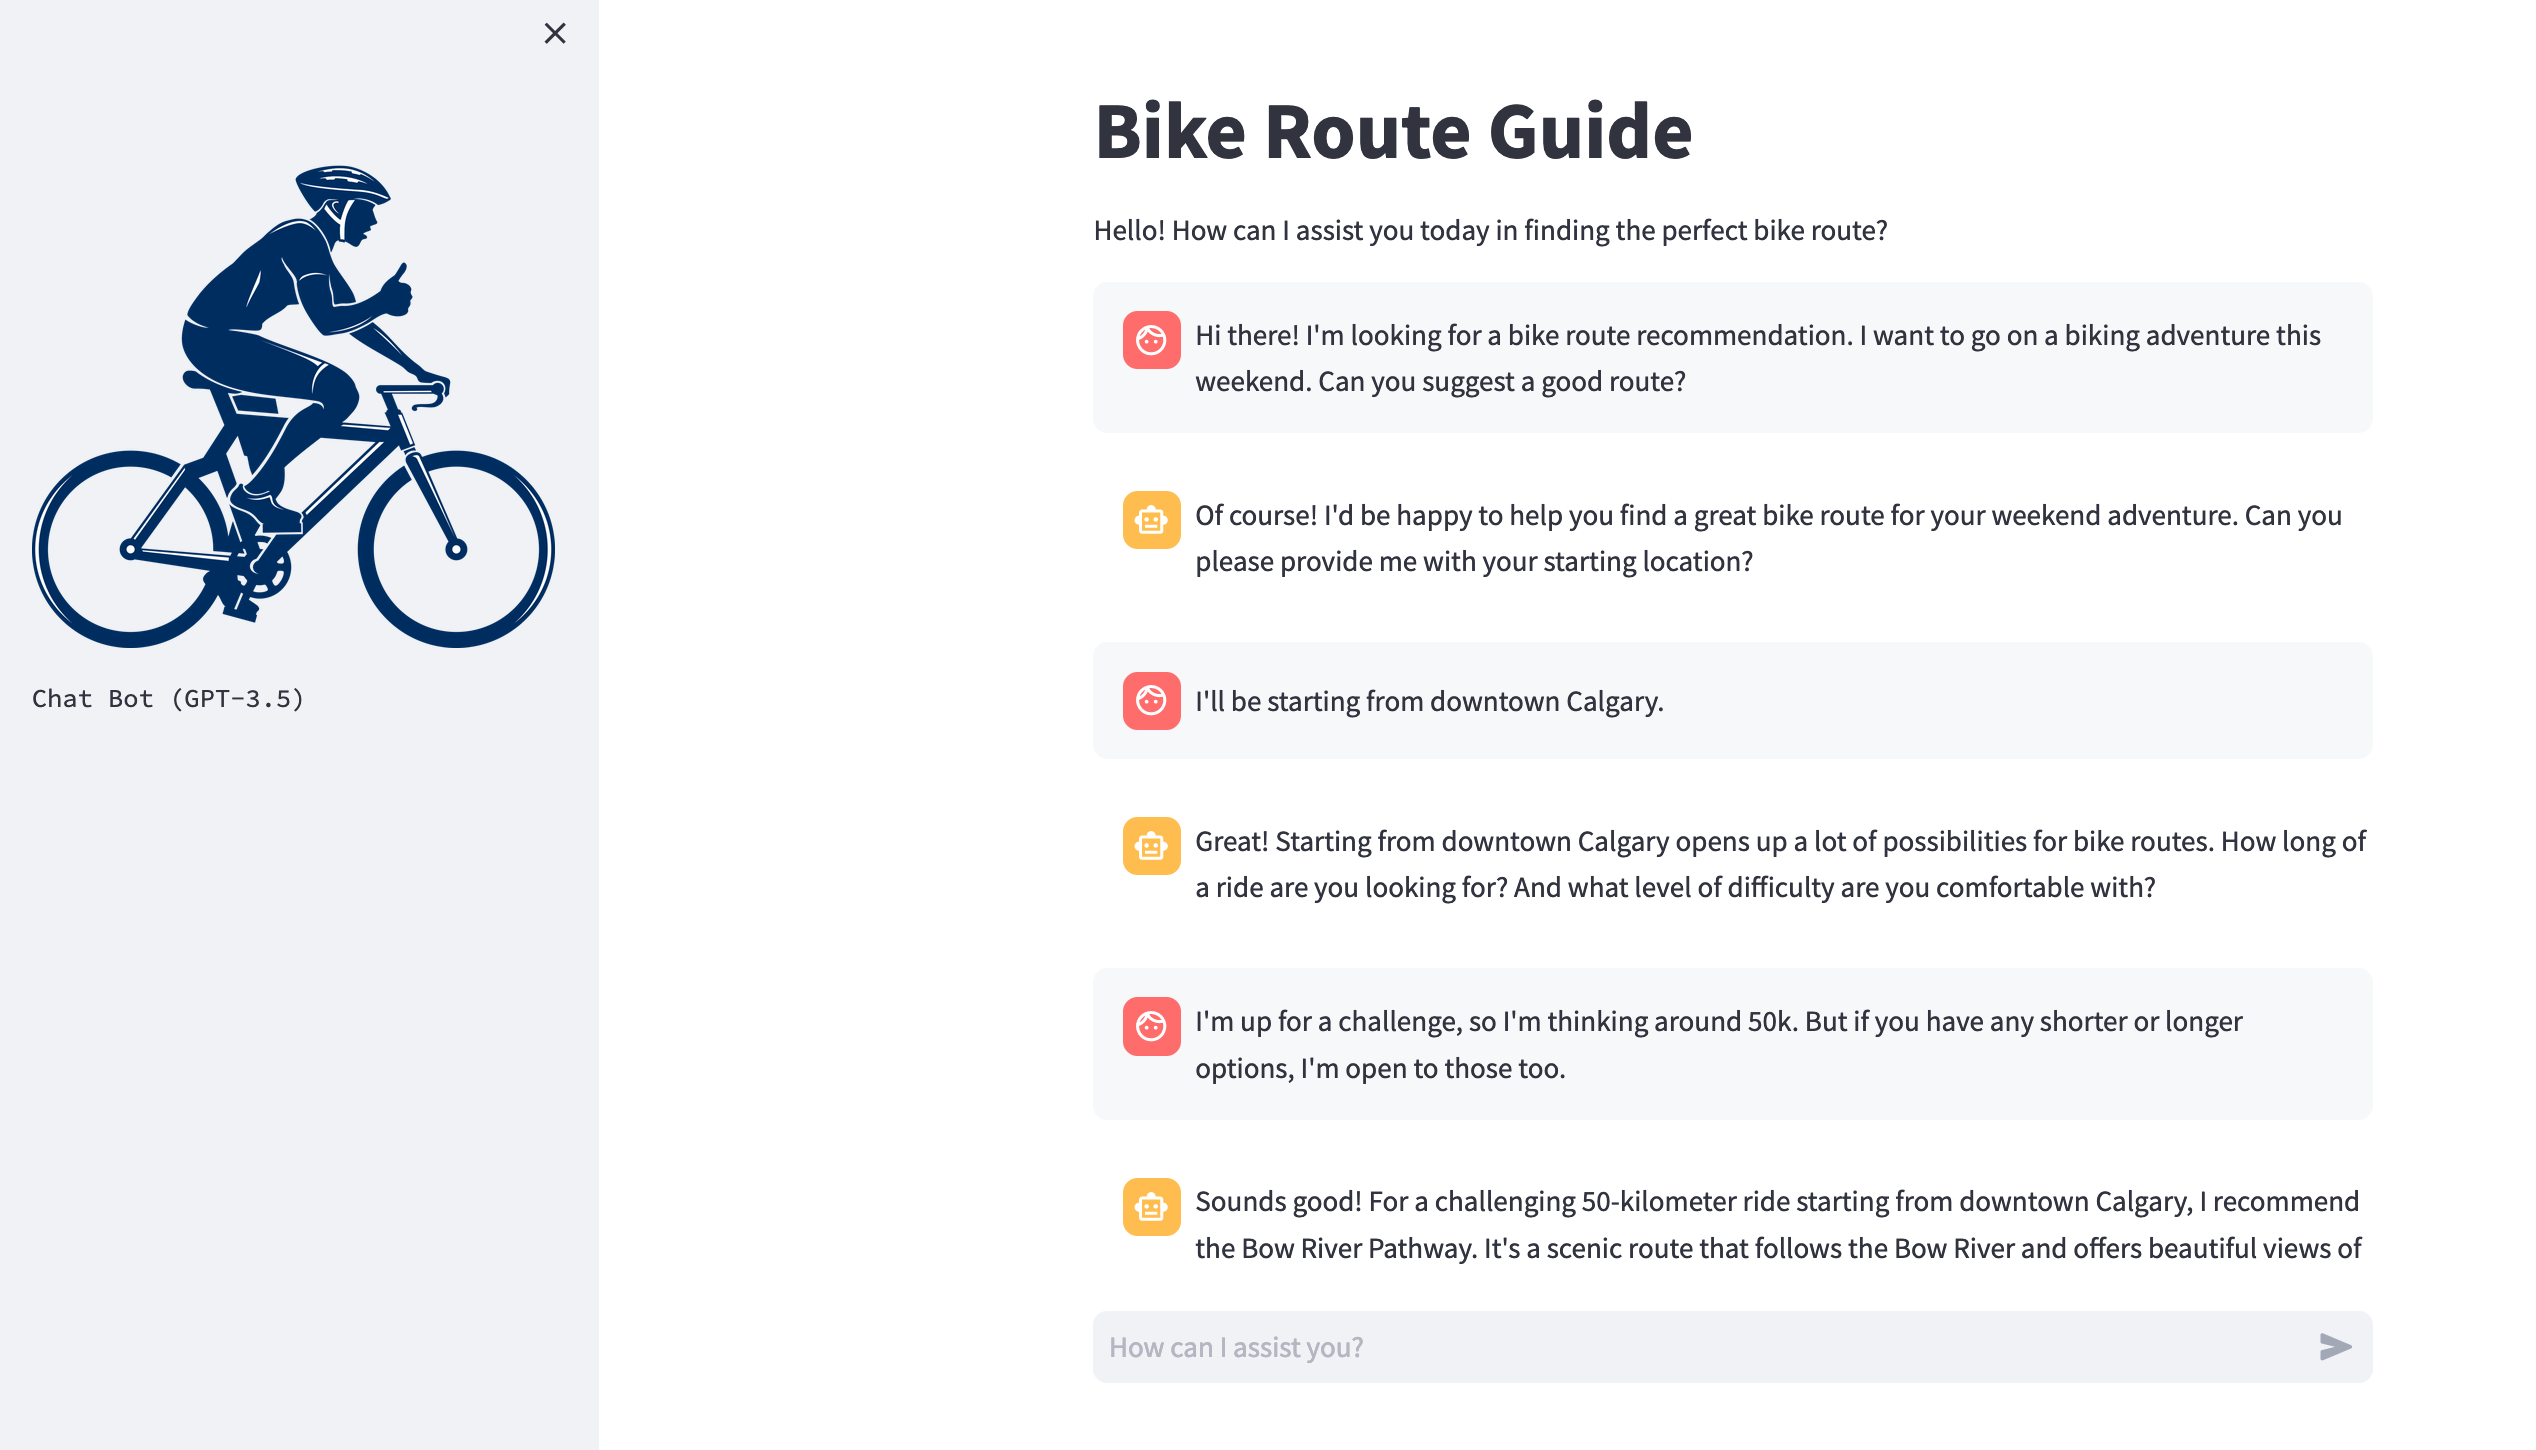 Bike Route Guide
Hello! How can I assist you today in finding the perfect bike route?
Hi there! I'm looking for a bike route recommendation. I want to go on a biking adventure this
weekend. Can you suggest a good route?
Of course! I'd be happy to help you find a great bike route for your weekend adventure. Can you
please provide me with your starting location?
Chat Bot (GPT-3.5)
I'll be starting from downtown Calgary.
Great! Starting from downtown Calgary opens up a lot of possibilities for bike routes. How long of
a ride are you looking for? And what level of difficulty are you comfortable with?
I'm up for a challenge, so I'm thinking around 50k. But if you have any shorter or longer
options, I'm open to those too.
Sounds good! For a challenging 50-kilometer ride starting from downtown Calgary, I recommend
the Bow River Pathway. It's a scenic route that follows the Bow River and offers beautiful views of
How can I assist you?